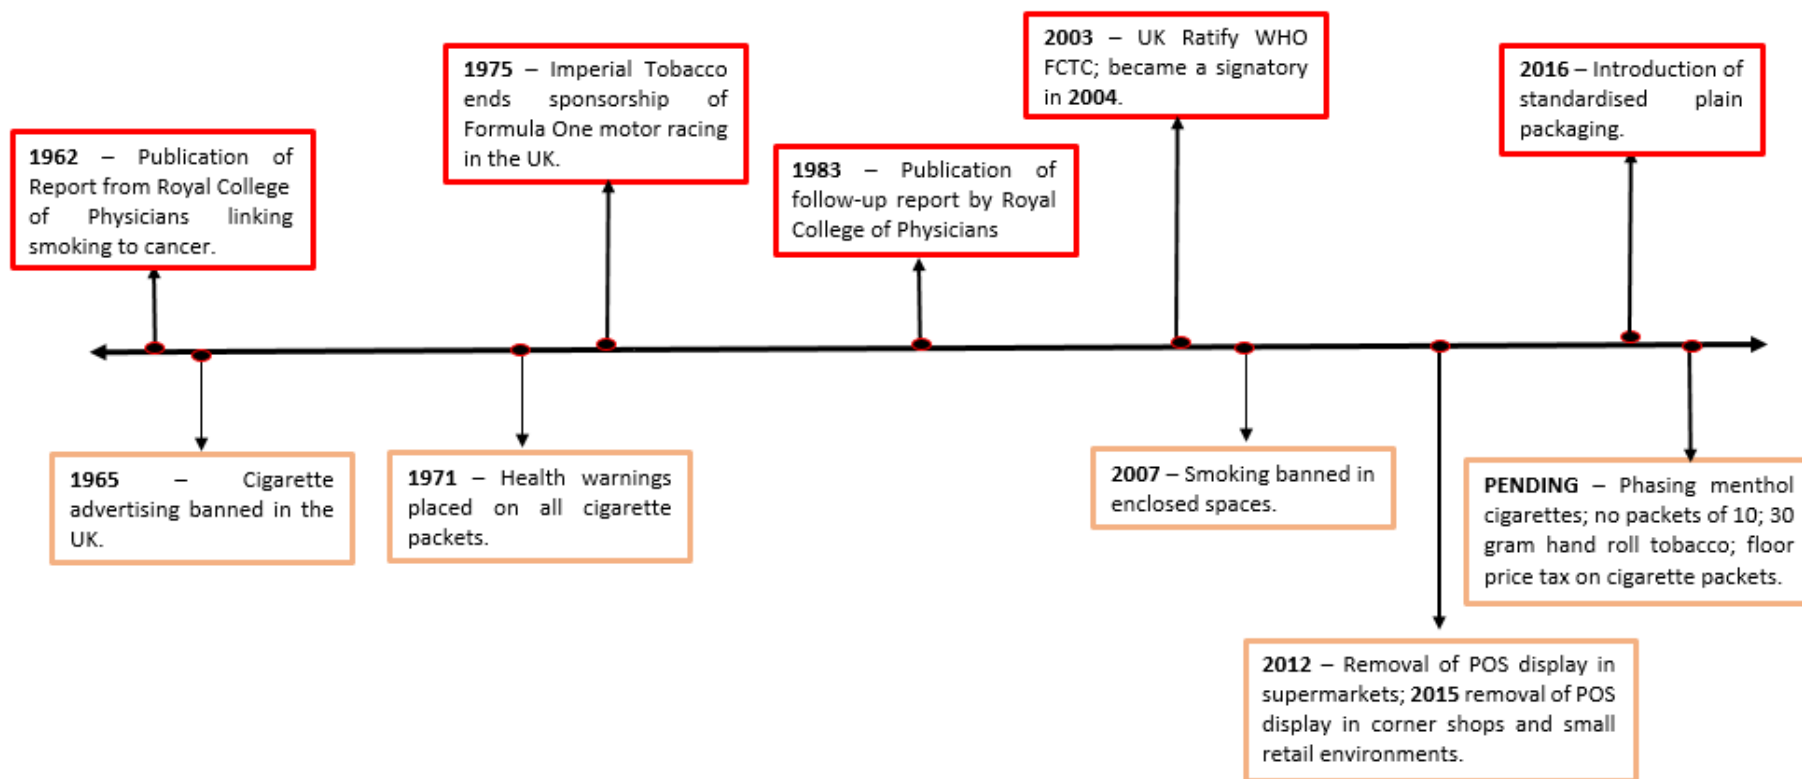 1962 – Publication of
Report from Royal College
of Physicians linking
smoking to cancer.
1975 – Imperial Tobacco
ends sponsorship of
Formula One motor racing
in the UK.
1983 – Publication of
follow-up report by Royal
College of Physicians
2003 – UK Ratify WHO
FCTC; became a signatory
in 2004.
2016 – Introduction of
standardised plain
packaging.
1965 – Cigarette
advertising banned in the
UK.
1971 – Health warnings
placed on all cigarette
packets.
2007 – Smoking banned in
enclosed spaces.
2012 – Removal of POS display in
supermarkets; 2015 removal of POS
display in corner shops and small
retail environments.
PENDING – Phasing menthol
cigarettes; no packets of 10; 30
gram hand roll tobacco; floor
price tax on cigarette packets.